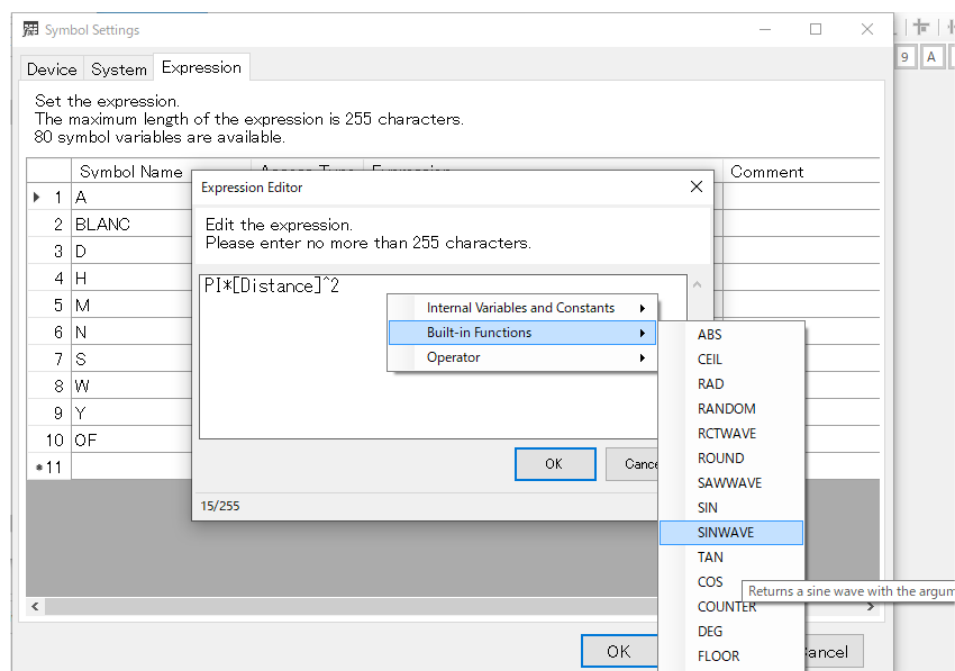 Symbol Settings
9 A
Device System Expression
Set the expression.
The maximum length of the expression is 255 characters.
80 symbol variables are available.
Symbol Name Access Type Expression Comment
1 A
2 BLANC
3 D
4 H
5 M
6 N
7 S
8 W
9 Y
10 OF
11
Expression Editor
Edit the expression.
Please enter no more than 255 characters.
PI*[Distance]^2
Internal Variables and Constants
Built-in Functions
Operator
ABS
CEIL
RAD
RANDOM
RCTWAVE
ROUND
SAWWAVE
SIN
SINWAVE
TAN
COS
COUNTER
DEG
FLOOR
Returns a sine wave with the argum
OK Cance
15/255
OK ancel